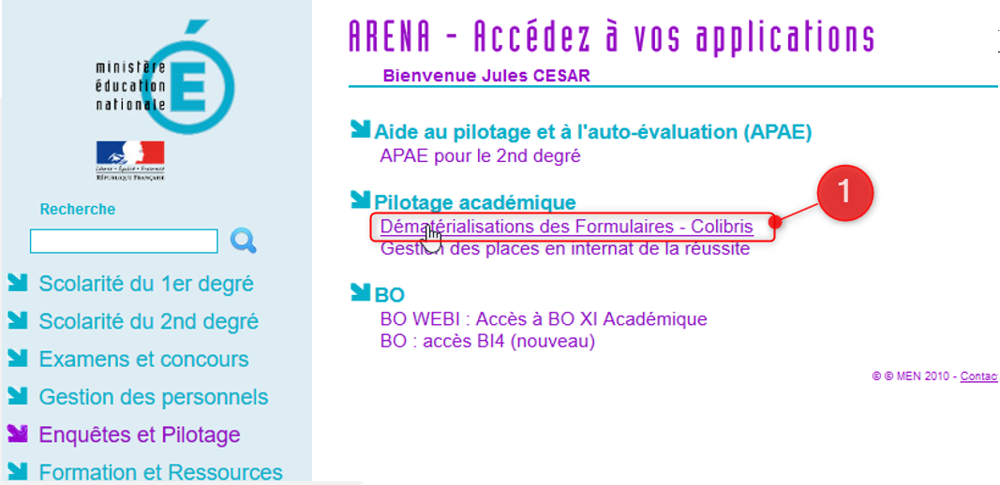 ministère
éducation
nationale
É
Liberté • Égalité • Fraternité
RÉPUBLIQUE FRANÇAISE
Recherche
Scolarité du 1er degré
Scolarité du 2nd degré
Examens et concours
Gestion des personnels
Enquêtes et Pilotage
Formation et Ressources
ARENA - Accédez à vos applications
Bienvenue Jules CESAR
Aide au pilotage et à l'auto-évaluation (APAE)
APAE pour le 2nd degré
Pilotage académique
1
Dématérialisations des Formulaires - Colibris
Gestion des places en internat de la réussite
BO
BO WEBI : Accès à BO XI Académique
BO : accès BI4 (nouveau)
© © MEN 2010 - Contac